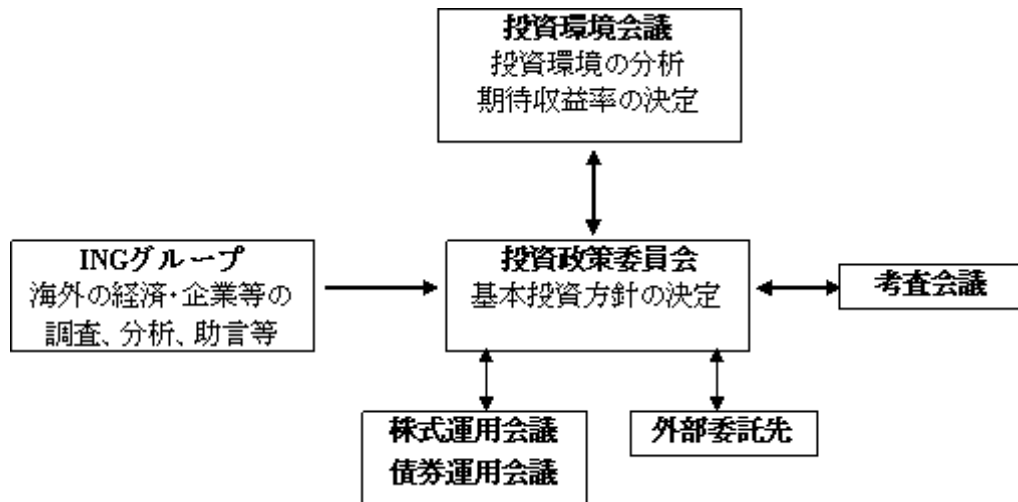 投資環境会議
投資環境の分析
期待収益率の決定
INGグループ
海外の経済・企業等の
調査、分析、助言等
投資政策委員会
基本投資方針の決定
考査会議
株式運用会議
債券運用会議
外部委託先